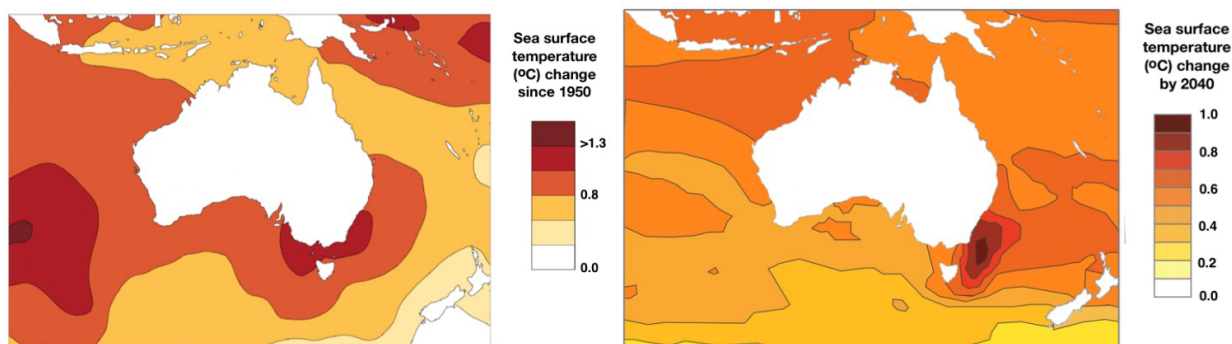 Sea surface
temperature
(ºC) change
since 1950
>1.3
0.8
0.0
Sea surface
temperature
(ºC) change
by 2040
1.0
0.8
0.6
0.4
0.2
0.0